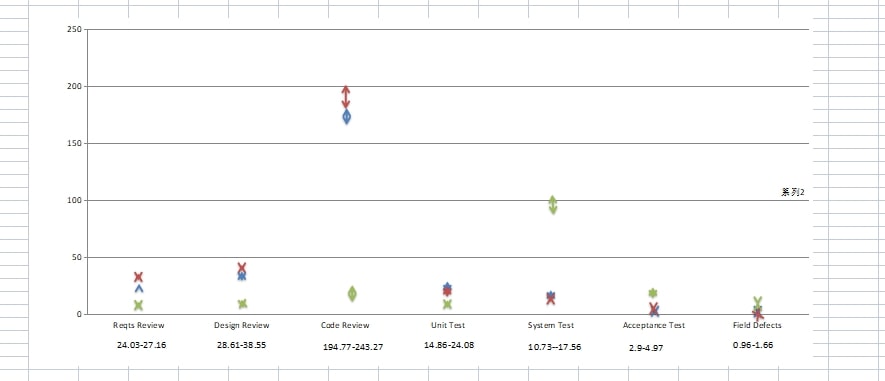 250
200
150
系列2
100
50
0
Reqts Review Design Review Code Review Unit Test System Test Acceptance Test Field Defects
24.03-27.16 28.61-38.55 194.77-243.27 14.86-24.08 10.73--17.56 2.9-4.97 0.96-1.66